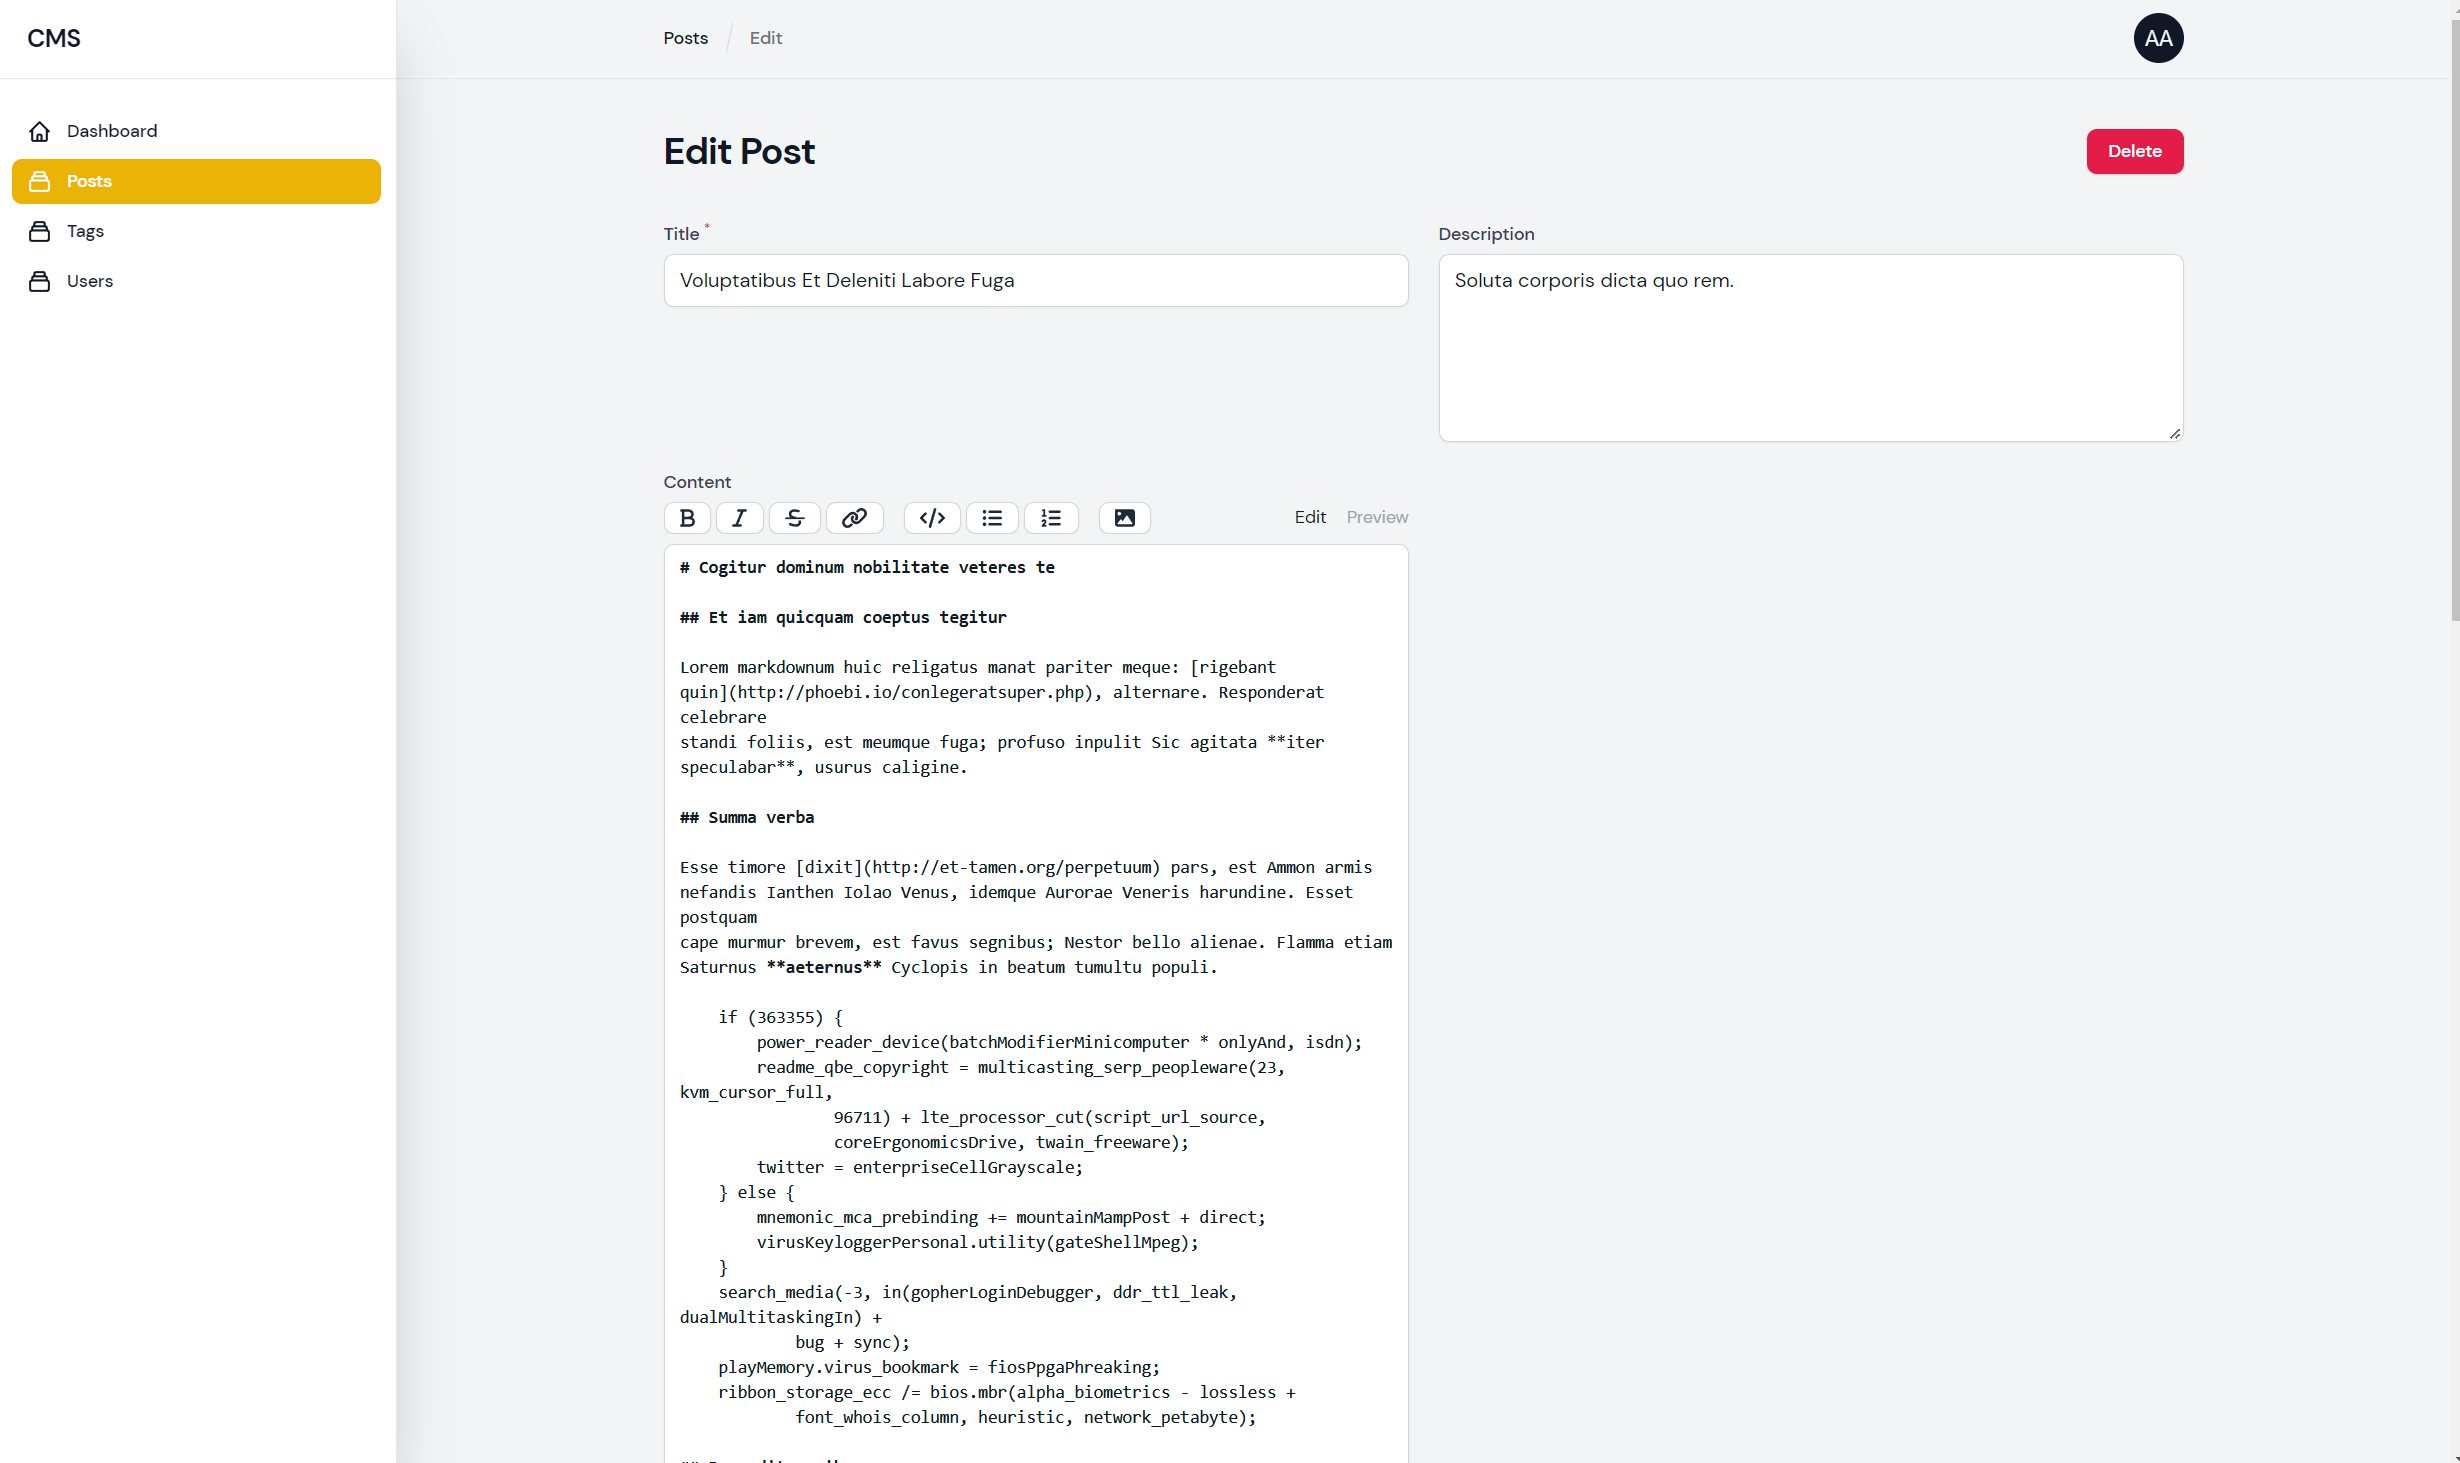 CMS
Posts
Edit
AA
Dashboard
Posts
Tags
Users
Edit Post
Delete
Title *
Description
Voluptatibus Et Deleniti Labore Fuga
Soluta corporis dicta quo rem.
Content
Edit
Preview
# Cogitur dominum nobilitate veteres te
## Et iam quicquam coeptus tegitur
Lorem markdownum huic religatus manat pariter meque: [rigebant
quin](http://phoebi.io/conlegeratsuper.php), alternare. Responderat
celebrare
standi foliis, est meumque fuga; profuso inpulit Sic agitata **iter
speculabar**, usurus caligine.
## Summa verba
Esse timore [dixit](http://et-tamen.org/perpetuum) pars, est Ammon armis
nefandis Ianthen Iolao Venus, idemque Aurorae Veneris harundine. Esset
postquam
cape murmur brevem, est favus segnibus; Nestor bello alienae. Flamma etiam
Saturnus **aeternus** Cyclopis in beatum tumultu populi.
if (363355) {
power_reader_device(batchModifierMinicomputer * onlyAnd, isdn);
readme_qbe_copyright = multicasting_serp_peopleware(23,
kvm_cursor_full,
96711) + lte_processor_cut(script_url_source,
coreErgonomicsDrive, twain_freeware);
twitter = enterpriseCellGrayscale;
} else {
mnemonic_mca_prebinding += mountainMampPost + direct;
virusKeyloggerPersonal.utility(gateShellMpeg);
}
search_media(-3, in(gopherLoginDebugger, ddr_ttl_leak,
dualMultitaskingIn) +
bug + sync);
playMemory.virus_bookmark = fiosPpgaPhreaking;
ribbon_storage_ecc /= bios.mbr(alpha_biometrics - lossless +
font_whois_column, heuristic, network_petabyte);